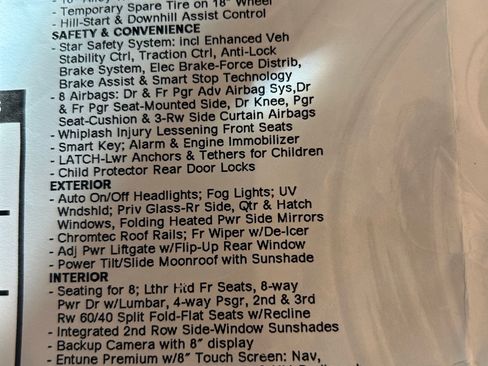 - Temporary Spare Tire on 18" Wheel
- Hill-Start & Downhill Assist Control
SAFETY & CONVENIENCE
- Star Safety System: incl Enhanced Veh
Stability Ctrl, Traction Ctrl, Anti-Lock
Brake System, Elec Brake-Force Distrib,
Brake Assist & Smart Stop Technology
- 8 Airbags: Dr & Fr Pgr Adv Airbag Sys,Dr
& Fr Pgr Seat-Mounted Side, Dr Knee, Pgr
Seat-Cushion & 3-Rw Side Curtain Airbags
- Whiplash Injury Lessening Front Seats
- Smart Key; Alarm & Engine Immobilizer
- LATCH-Lwr Anchors & Tethers for Children
- Child Protector Rear Door Locks
EXTERIOR
- Auto On/Off Headlights; Fog Lights; UV
Wndshld; Priv Glass-Rr Side, Qtr & Hatch
Windows, Folding Heated Pwr Side Mirrors
- Chromtec Roof Rails; Fr Wiper w/De-Icer
- Adj Pwr Liftgate w/Flip-Up Rear Window
- Power Tilt/Slide Moonroof with Sunshade
INTERIOR
- Seating for 8; Lthr Htd Fr Seats, 8-way
Pwr Dr w/Lumbar, 4-way Psgr, 2nd & 3rd
Rw 60/40 Split Fold-Flat Seats w/Recline
- Integrated 2nd Row Side-Window Sunshades
- Backup Camera with 8" display
- Entune Premium w/8" Touch Screen: Nav,